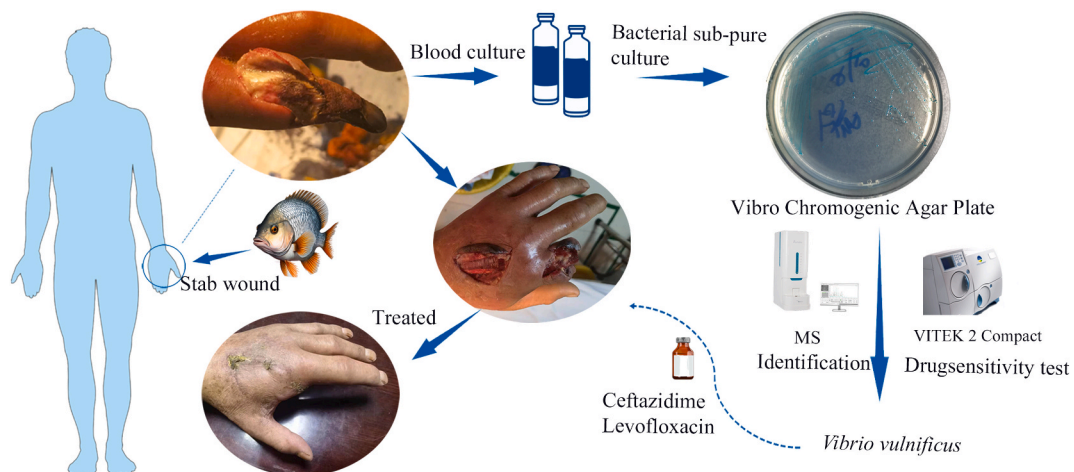 Blood culture
Bacterial sub-pure
culture
Vibro Chromogenic Agar Plate
Stab wound
Treated
MS
Identification
VITEK 2 Compact
Drugsensitivity test
Ceftazidime
Levofloxacin
Vibrio vulnificus